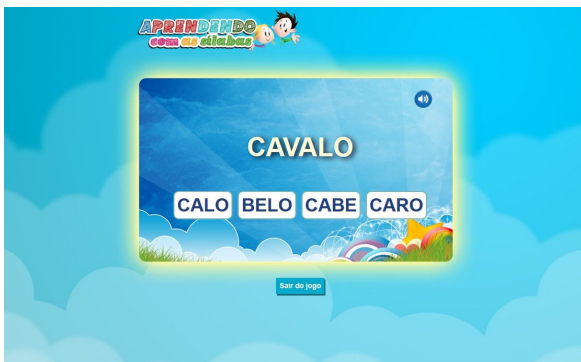 APRENDENDO
com as sílabas
CAVALO
CALO BELO CABE CARO
Sair do jogo